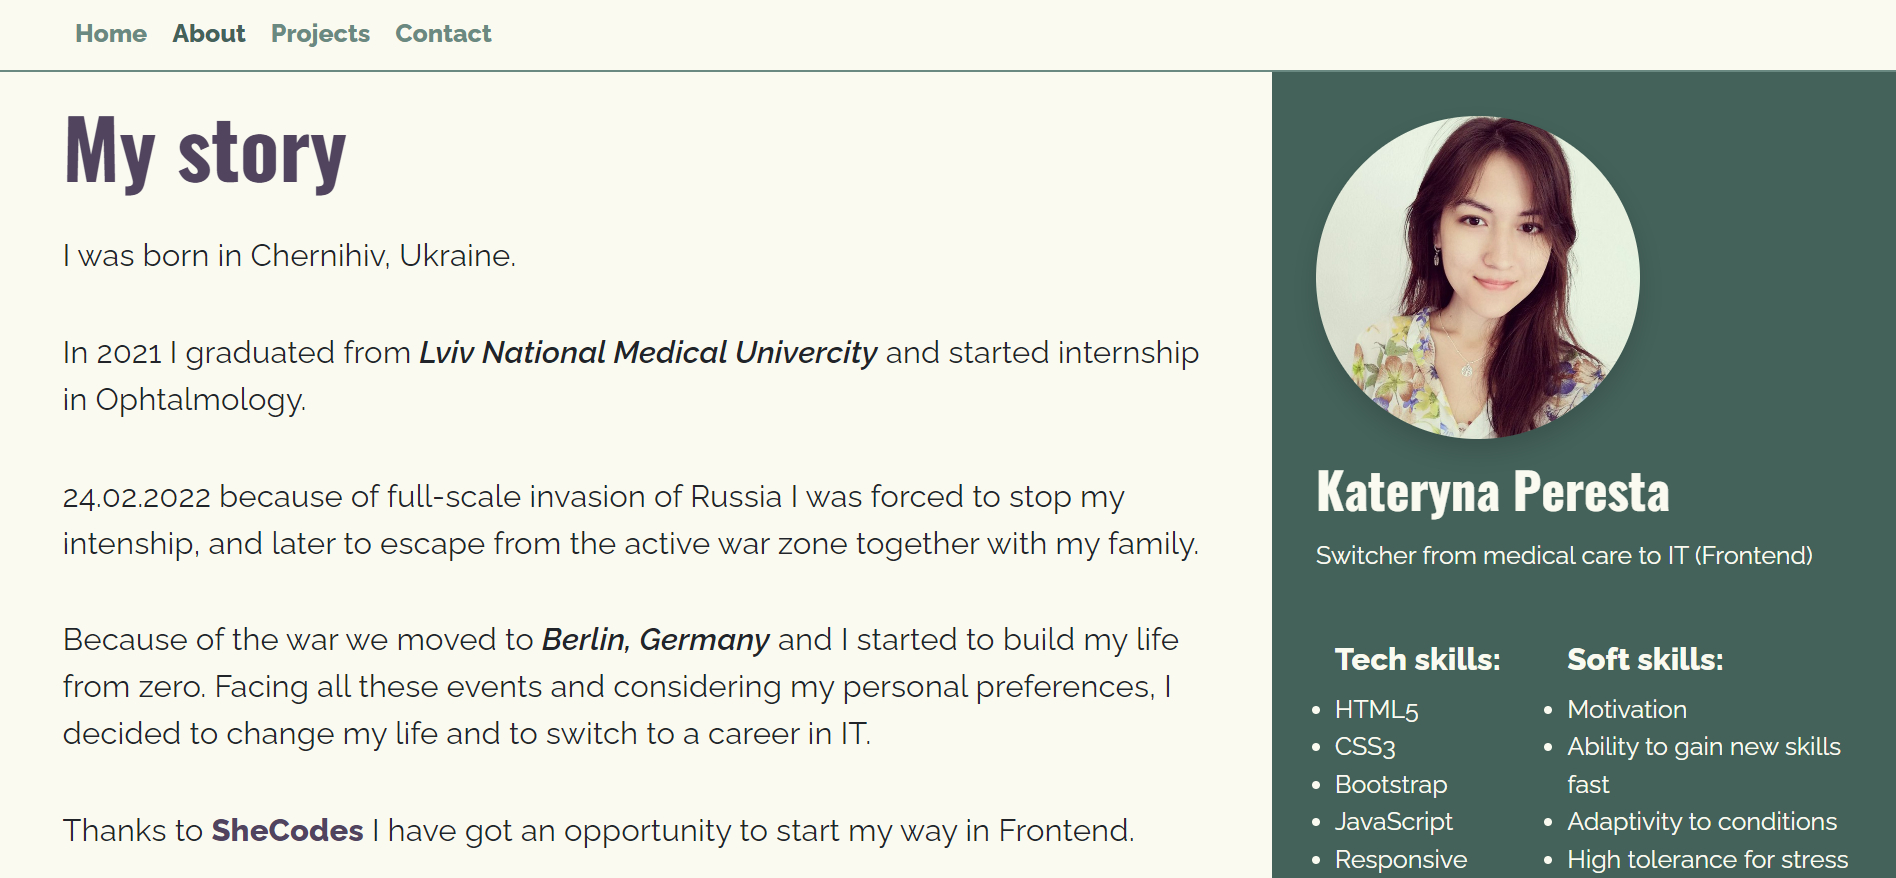 Home About Projects Contact
My story
I was born in Chernihiv, Ukraine.
In 2021 I graduated from Lviv National Medical Univercity and started internship
in Ophtalmology.
24.02.2022 because of full-scale invasion of Russia I was forced to stop my
intenship, and later to escape from the active war zone together with my family.
Because of the war we moved to Berlin, Germany and I started to build my life
from zero. Facing all these events and considering my personal preferences, I
decided to change my life and to switch to a career in IT.
Thanks to SheCodes I have got an opportunity to start my way in Frontend.
Kateryna Peresta
Switcher from medical care to IT (Frontend)
Tech skills:
HTML5
CSS3
Bootstrap
JavaScript
Responsive
Soft skills:
Motivation
Ability to gain new skills
fast
Adaptivity to conditions
High tolerance for stress